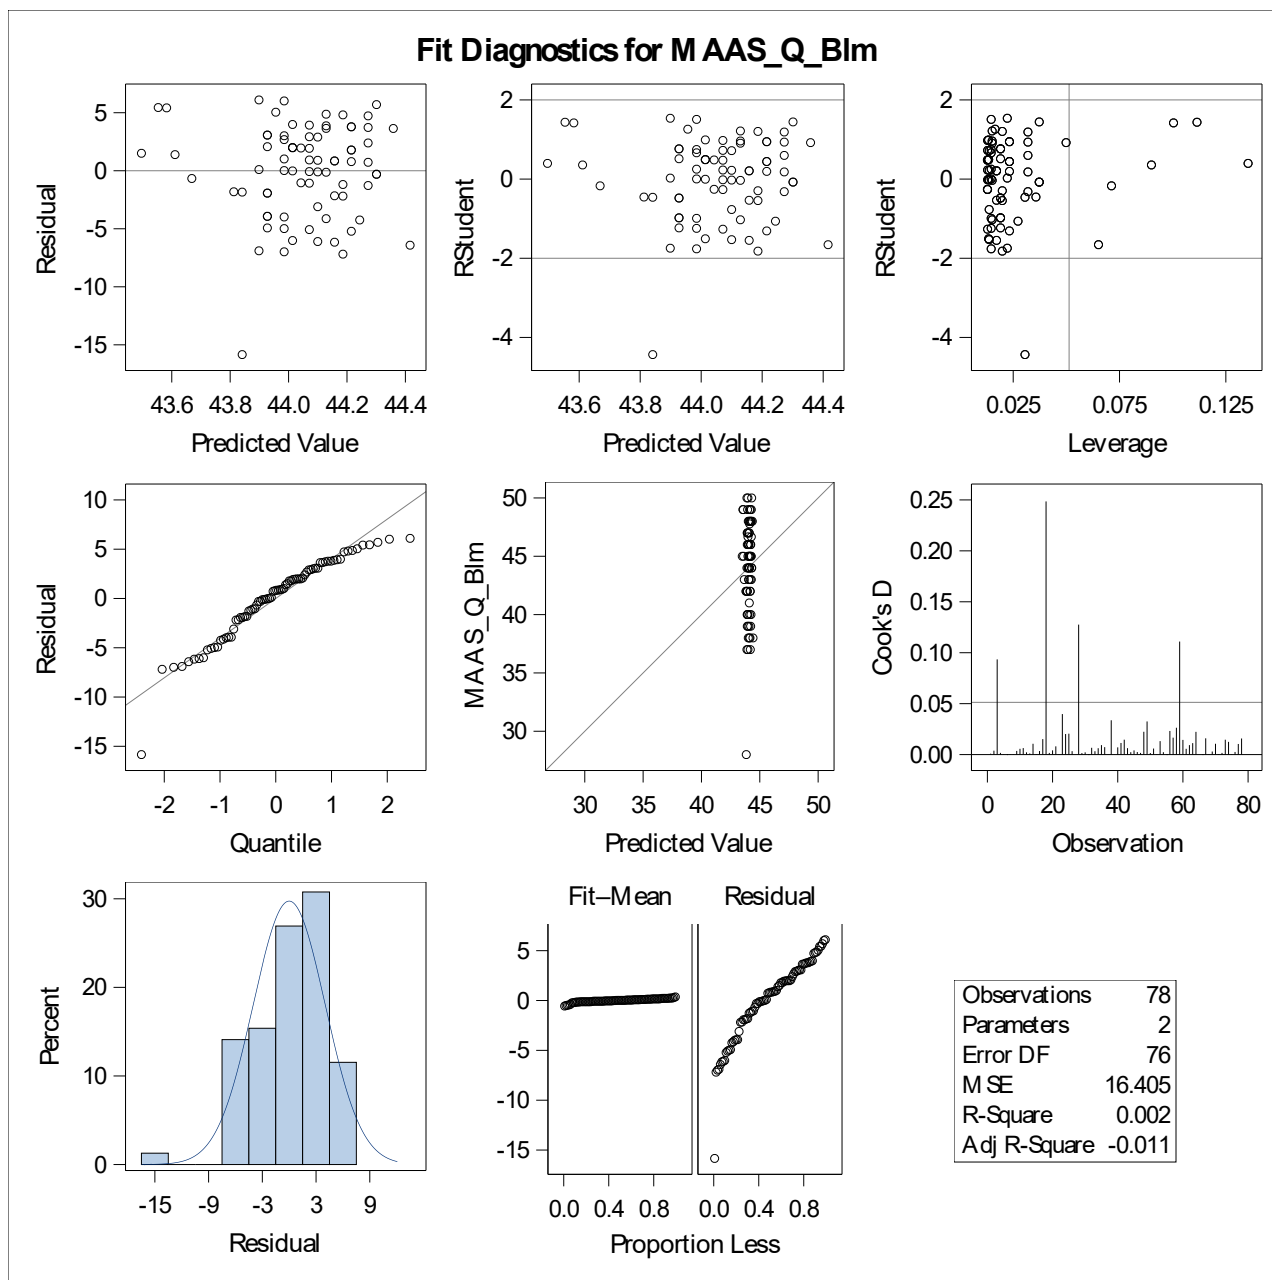 Fit Diagnostics for MAAS_Q_Blm
5
0
-5
-10
-15
Residual
43.6 43.8 44.0 44.2 44.4
Predicted Value
2
0
-2
-4
RStudent
43.6 43.8 44.0 44.2 44.4
Predicted Value
2
0
-2
-4
RStudent
0.025 0.075 0.125
Leverage
10
5
0
-5
-10
-15
Residual
-2 -1 0 1 2
Quantile
50
45
40
35
30
MAAS_Q_Blm
30 35 40 45 50
Predicted Value
0.25
0.20
0.15
0.10
0.05
0.00
Cook's D
0 20 40 60 80
Observation
30
20
10
0
Percent
-15 -9 -3 3 9
Residual
Fit–Mean Residual
5
0
-5
-10
-15
0.0 0.4 0.8 0.0 0.4 0.8
Proportion Less
Observations 78
Parameters 2
Error DF 76
MSE 16.405
R-Square 0.002
Adj R-Square -0.011